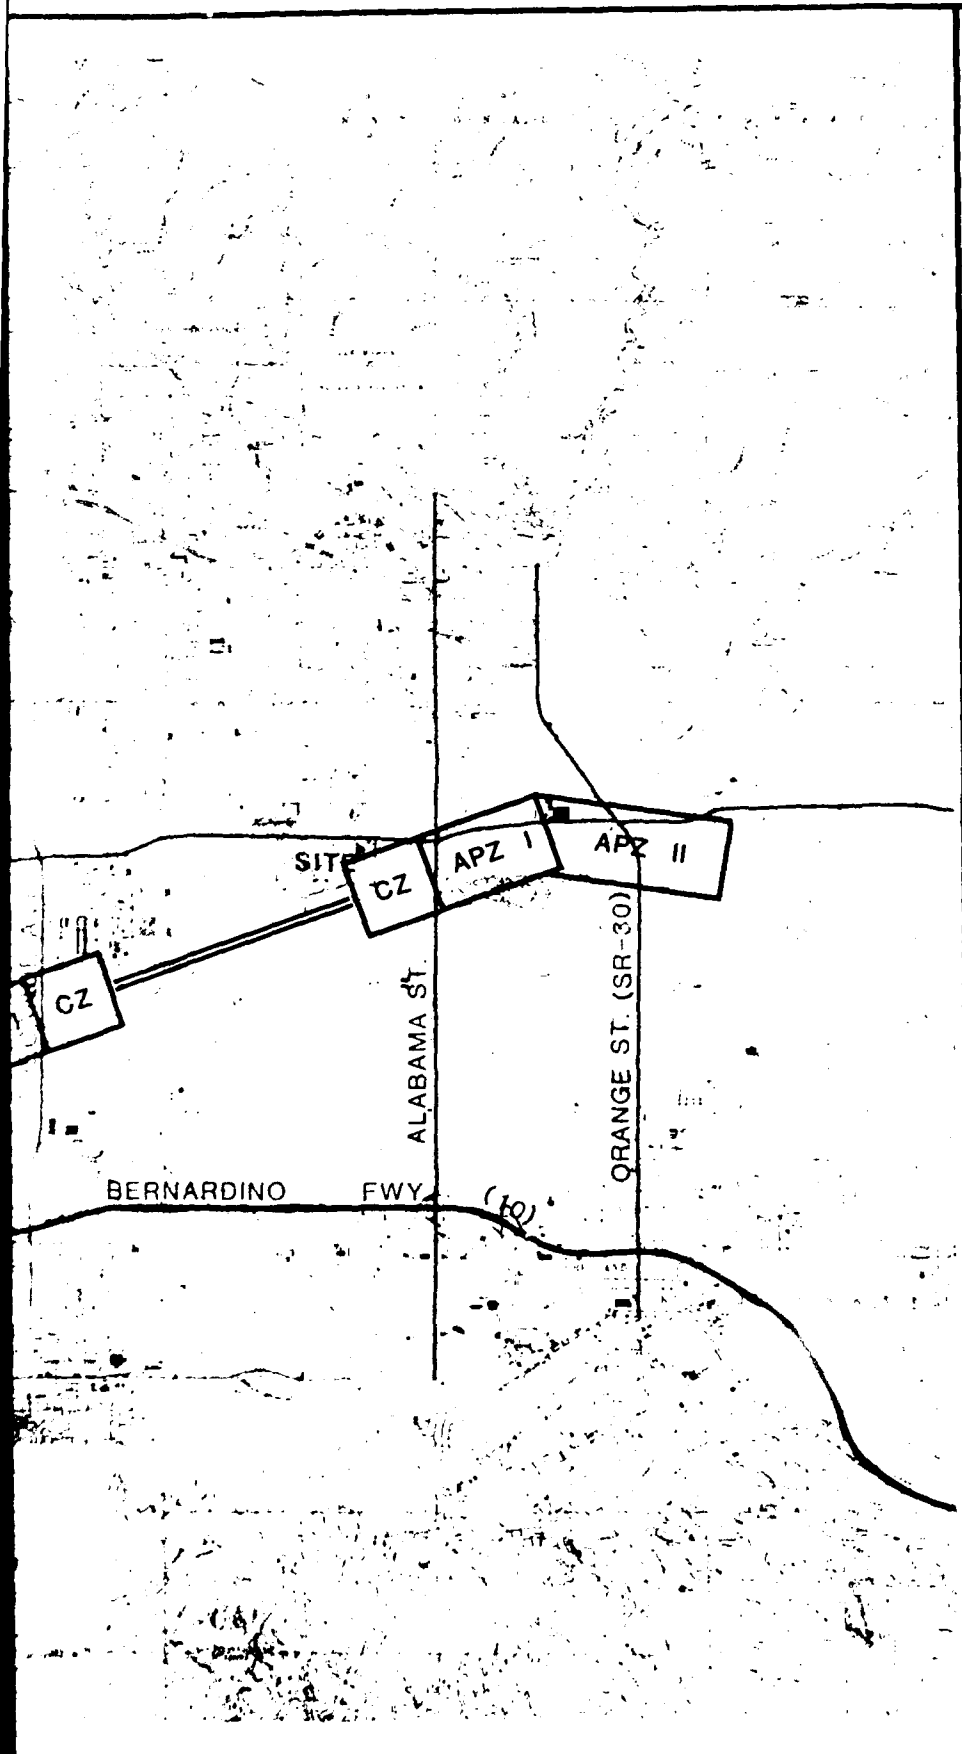 SITE
CZ
APZ I
APZ II
CZ
ALABAMA ST.
ORANGE ST. (SR-30)
BERNARDINO FWY
(10)